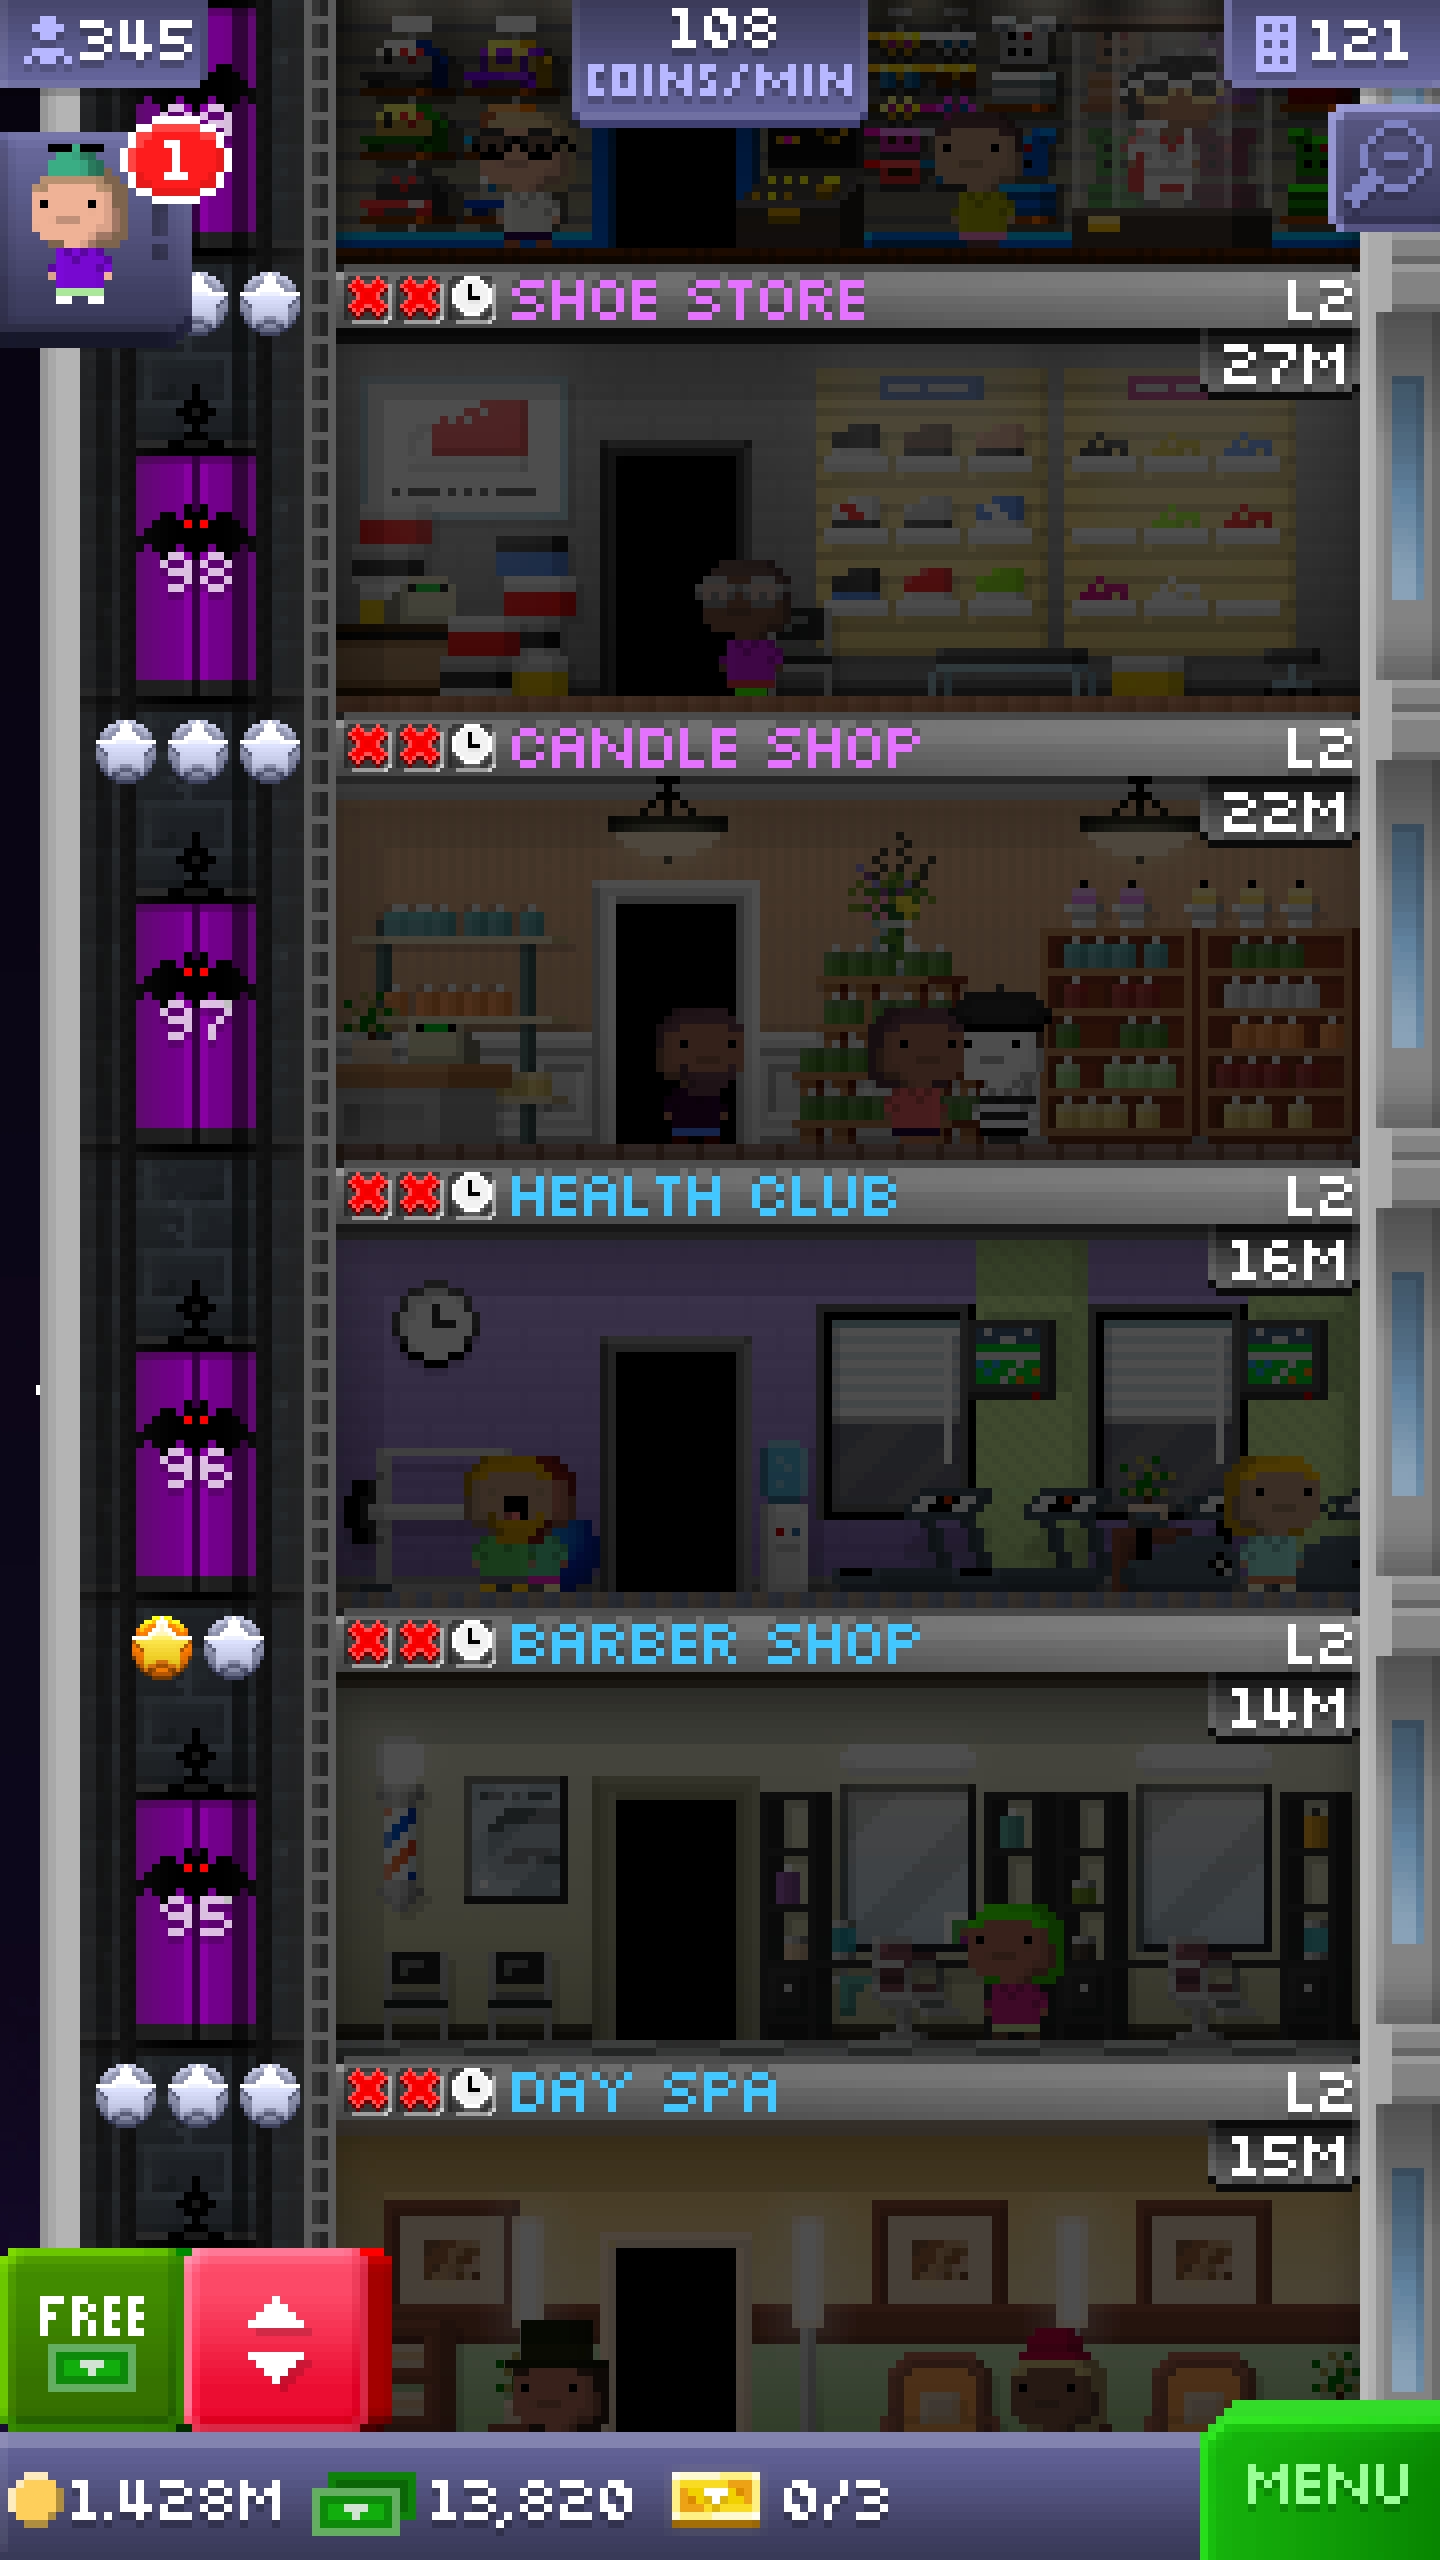 345
108
COINS/MIN
121
1
SHOE STORE
L2
27M
98
CANDLE SHOP
L2
22M
97
HEALTH CLUB
L2
16M
96
BARBER SHOP
L2
14M
95
DAY SPA
L2
15M
FREE
1.428M
13,820
0/3
MENU